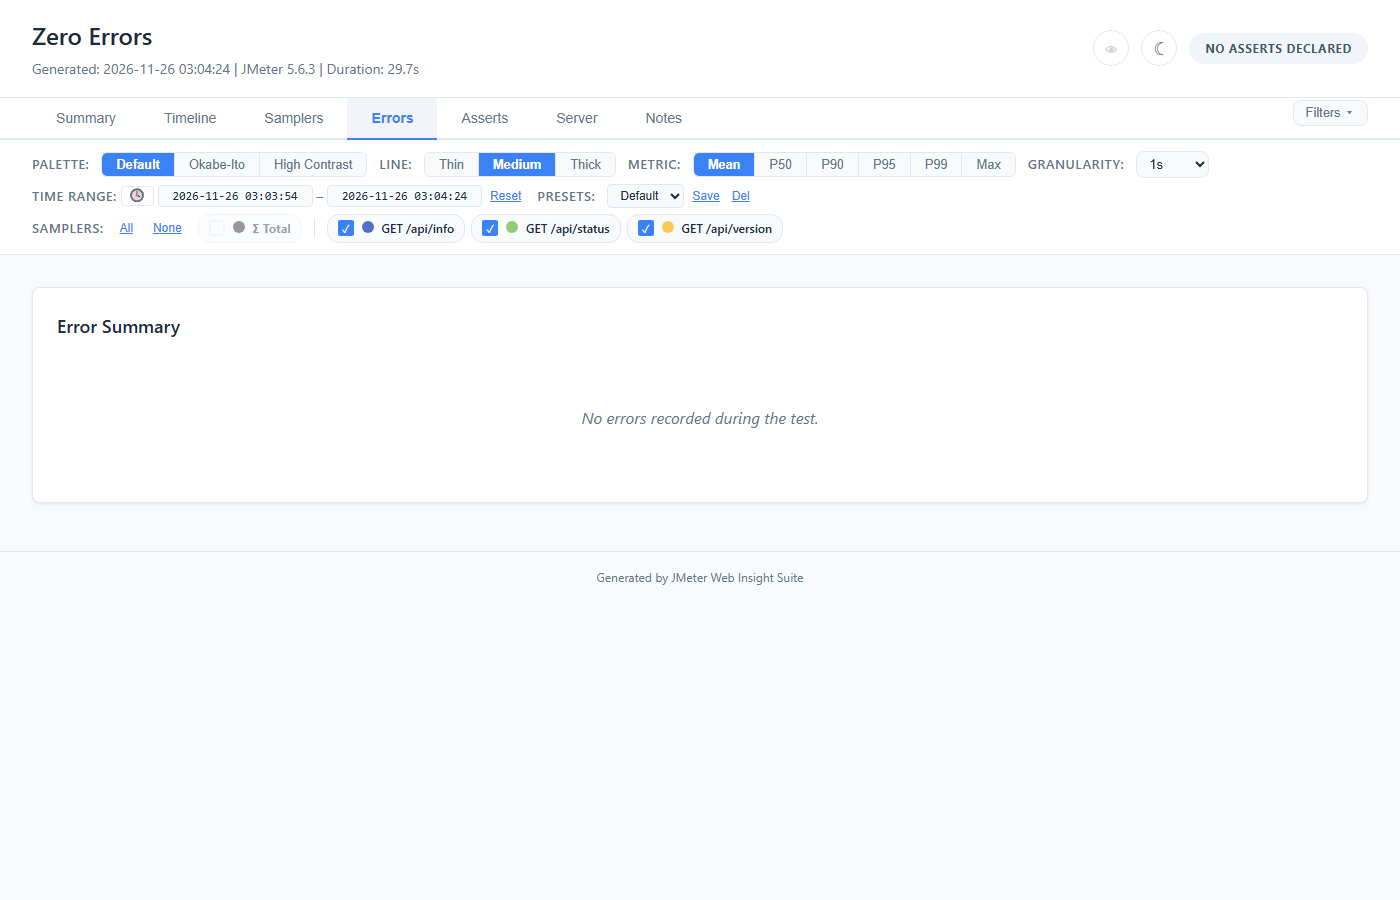 Zero Errors
Generated: 2026-11-26 03:04:24 | JMeter 5.6.3 | Duration: 29.7s
NO ASSERTS DECLARED
Summary Timeline Samplers Errors Asserts Server Notes Filters
PALETTE: Default Okabe-Ito High Contrast LINE: Thin Medium Thick METRIC: Mean P50 P90 P95 P99 Max GRANULARITY: 1s
TIME RANGE: 2026-11-26 03:03:54 – 2026-11-26 03:04:24 Reset PRESETS: Default Save Del
SAMPLERS: All None Σ Total GET /api/info GET /api/status GET /api/version
Error Summary
No errors recorded during the test.
Generated by JMeter Web Insight Suite